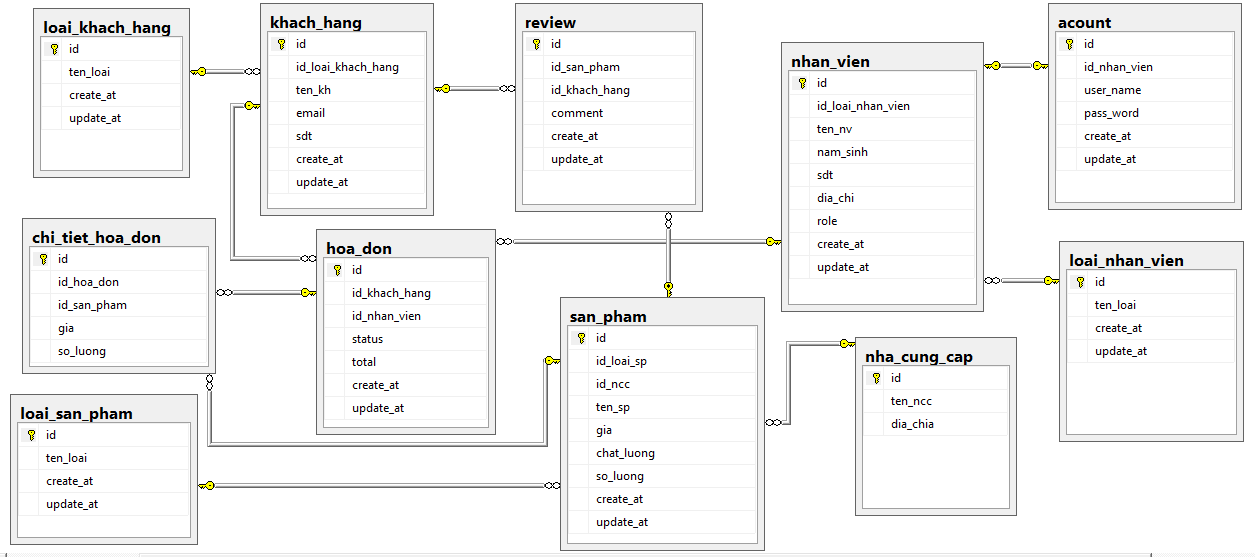 loai_khach_hang
id
ten_loai
create_at
update_at
khach_hang
id
id_loai_khach_hang
ten_kh
email
sdt
create_at
update_at
review
id
id_san_pham
id_khach_hang
comment
create_at
update_at
nhan_vien
id
id_loai_nhan_vien
ten_nv
nam_sinh
sdt
dia_chi
role
create_at
update_at
acount
id
id_nhan_vien
user_name
pass_word
create_at
update_at
chi_tiet_hoa_don
id
id_hoa_don
id_san_pham
gia
so_luong
hoa_don
id
id_khach_hang
id_nhan_vien
status
total
create_at
update_at
loai_nhan_vien
id
ten_loai
create_at
update_at
san_pham
id
id_loai_sp
id_ncc
ten_sp
gia
chat_luong
so_luong
create_at
update_at
nha_cung_cap
id
ten_ncc
dia_chia
loai_san_pham
id
ten_loai
create_at
update_at